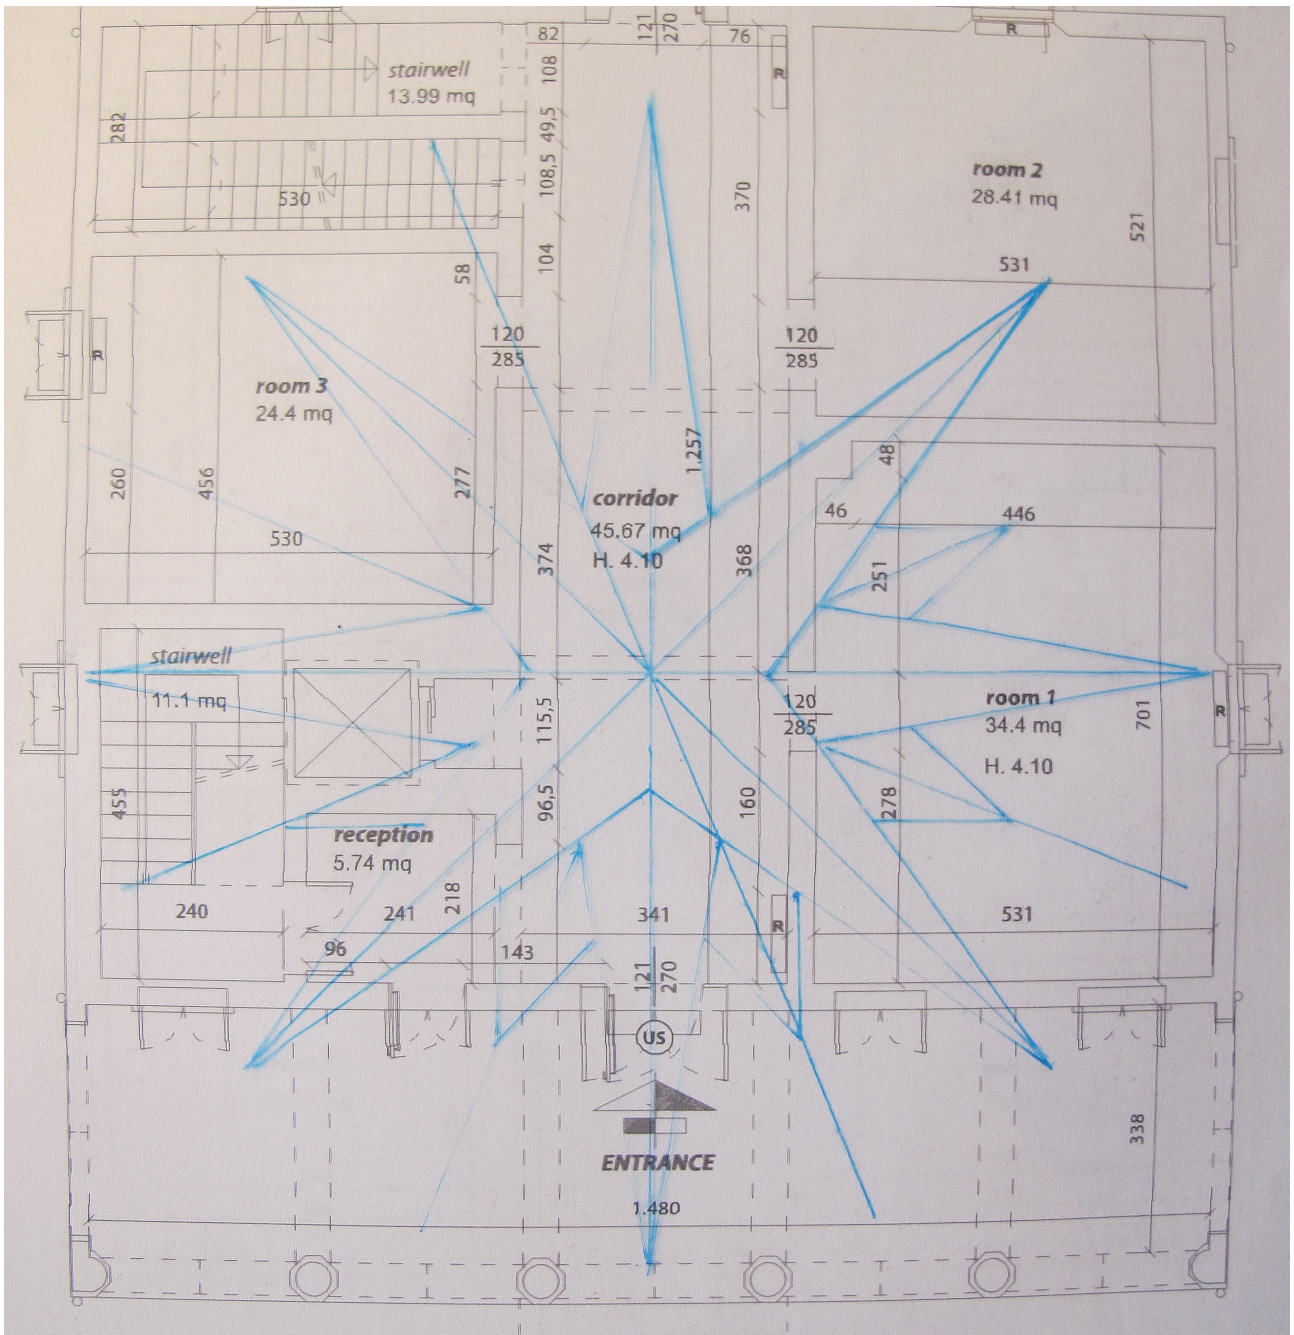 82
121
270
76
R
R
stairwell
13.99 mq
108
282
49,5
108,5
530
370
room 2
28.41 mq
521
104
58
531
120
285
120
285
R
room 3
24.4 mq
1.257
48
260
456
277
corridor
45.67 mq
H. 4.10
46
446
530
374
368
251
stairwell
11.1 mq
115,5
120
285
room 1
34.4 mq
H. 4.10
701
R
455
96,5
160
278
reception
5.74 mq
218
240
241
341
R
531
96
143
121
270
US
338
ENTRANCE
1.480